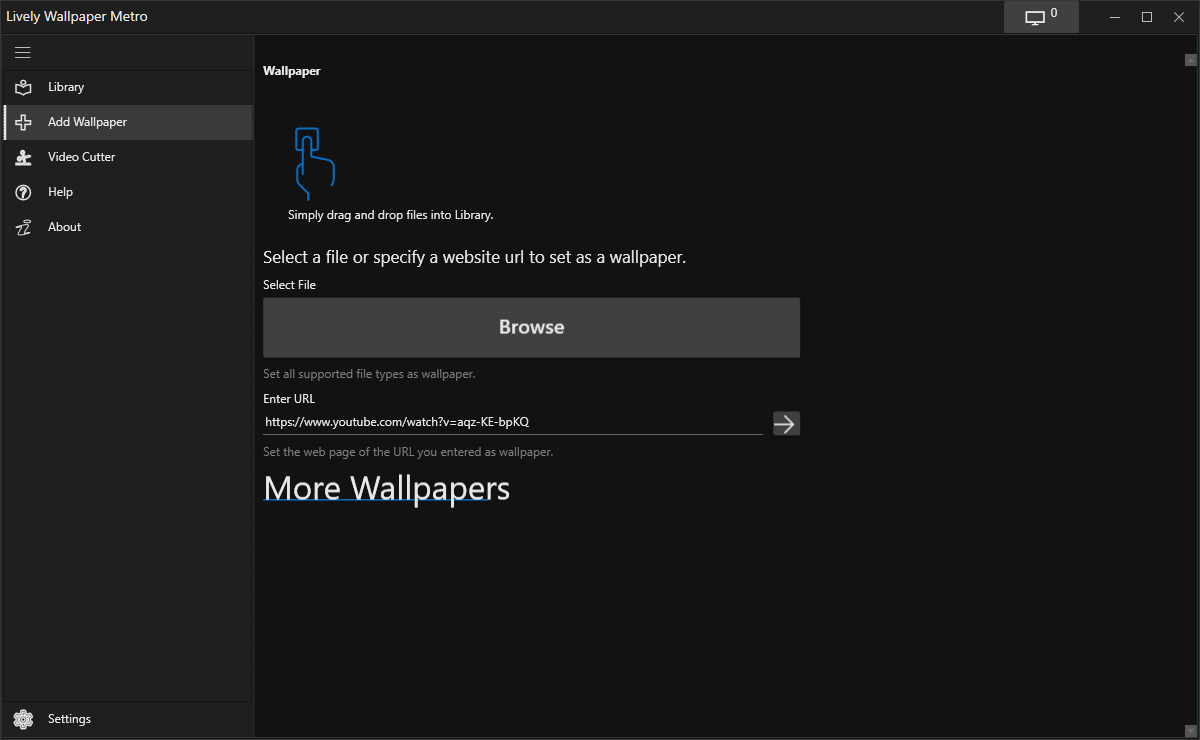 Lively Wallpaper Metro
0
Library
Add Wallpaper
Video Cutter
Help
About
Settings
Wallpaper
Simply drag and drop files into Library.
Select a file or specify a website url to set as a wallpaper.
Select File
Browse
Set all supported file types as wallpaper.
Enter URL
https://www.youtube.com/watch?v=aqz-KE-bpKQ
Set the web page of the URL you entered as wallpaper.
More Wallpapers